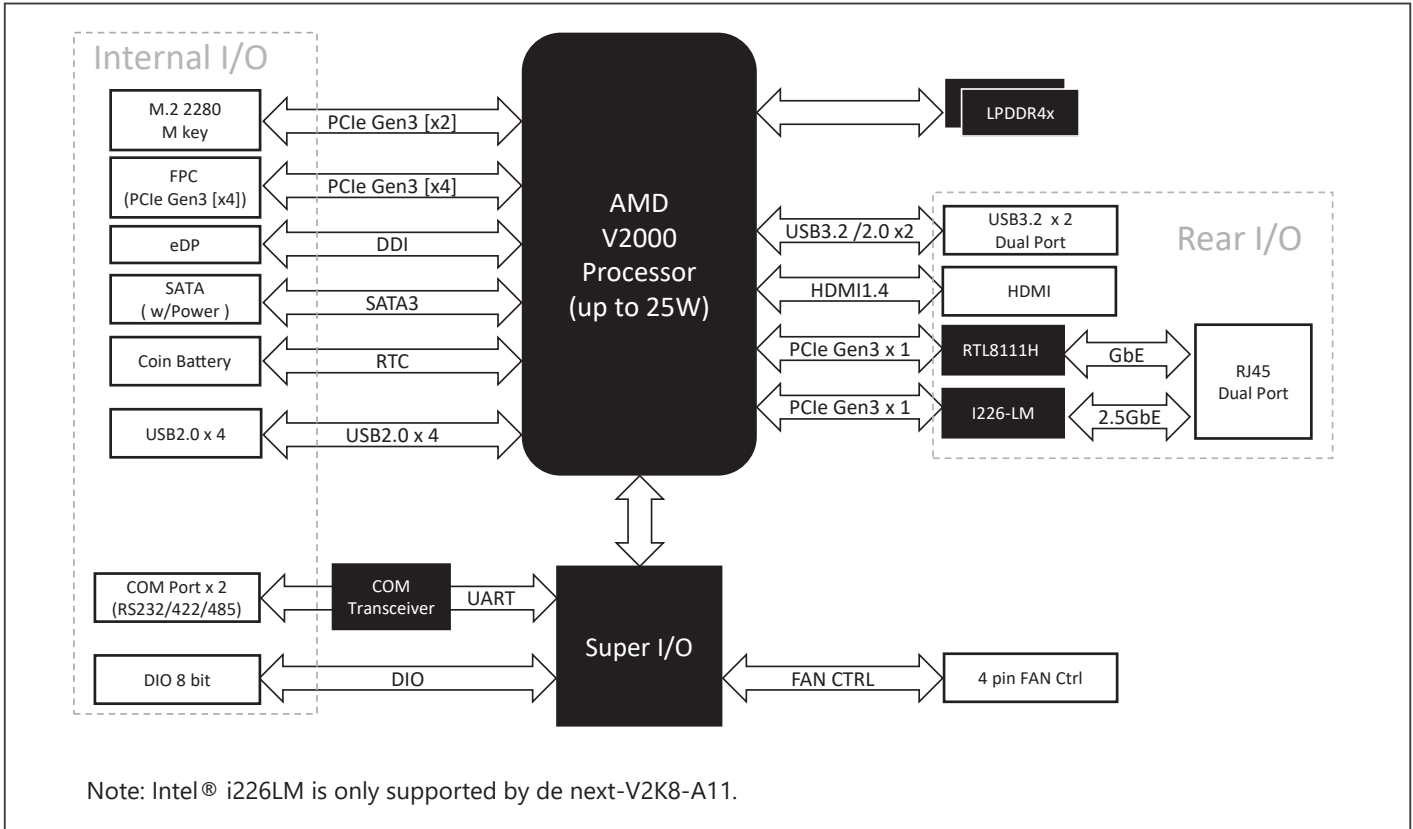 Internal I/O
M.2 2280
M key
PCIe Gen3 [x2]
FPC
(PCIe Gen3 [x4])
PCIe Gen3 [x4]
eDP
DDI
SATA
( w/Power )
SATA3
Coin Battery
RTC
USB2.0 x 4
USB2.0 x 4
AMD
V2000
Processor
(up to 25W)
LPDDR4x
Rear I/O
USB3.2 /2.0 x2
USB3.2 x 2
Dual Port
HDMI1.4
HDMI
PCIe Gen3 x 1
RTL8111H
GbE
PCIe Gen3 x 1
I226-LM
2.5GbE
RJ45
Dual Port
COM Port x 2
(RS232/422/485)
COM
Transceiver
UART
Super I/O
DIO 8 bit
DIO
FAN CTRL
4 pin FAN Ctrl
Note: Intel® i226LM is only supported by de next-V2K8-A11.